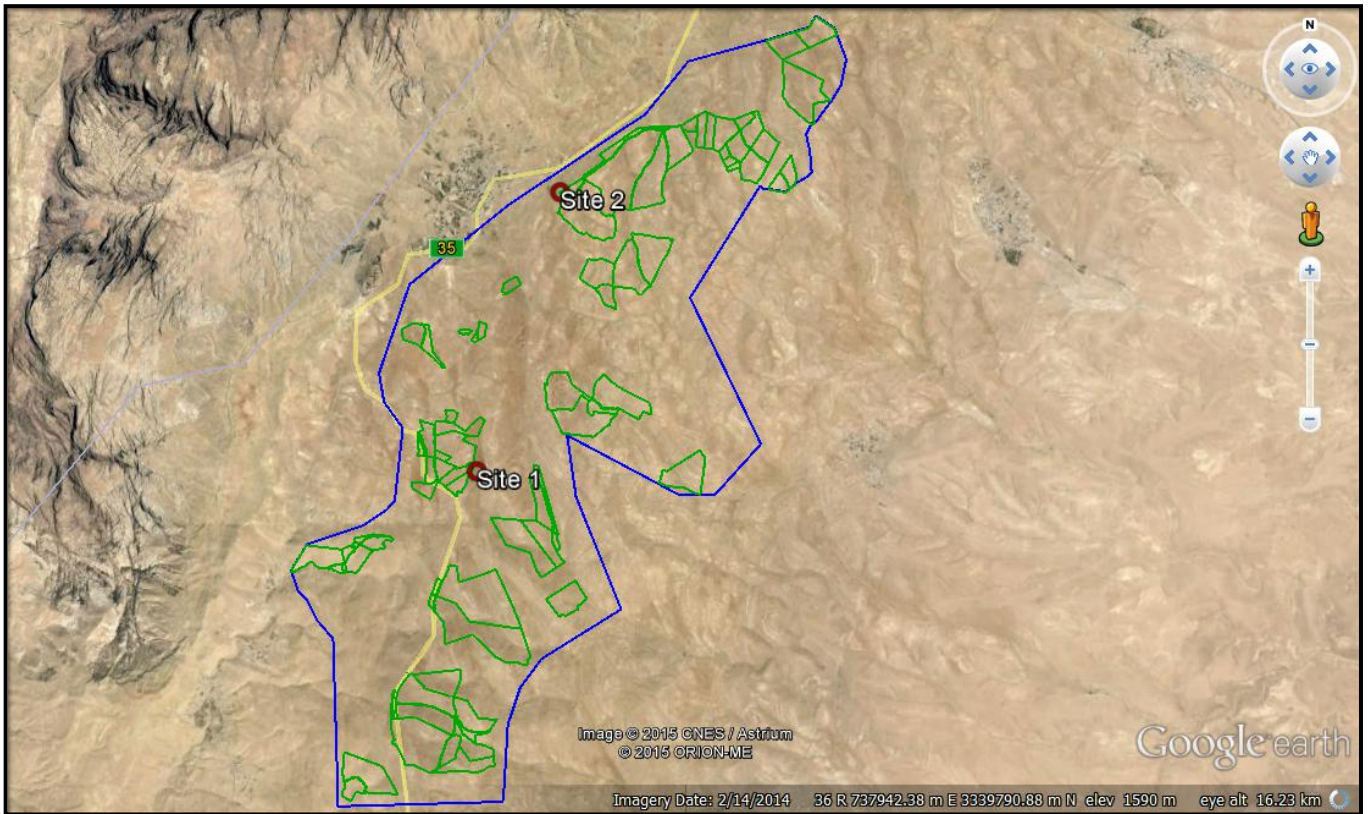 N
Site 2
35
Site 1
Image © 2015 CNES / Astrium
© 2015 ORION-ME
Google earth
Imagery Date: 2/14/2014 36 R 737942.38 m E 3339790.88 m N elev 1590 m eye alt 16.23 km